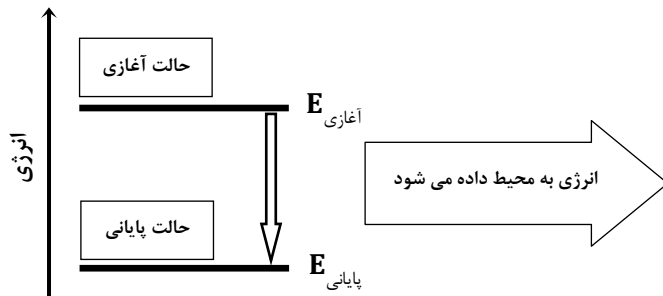 حالت آغازی
E آغازی
انرژی
انرژی به محیط داده می شود
حالت پایانی
E پایانی